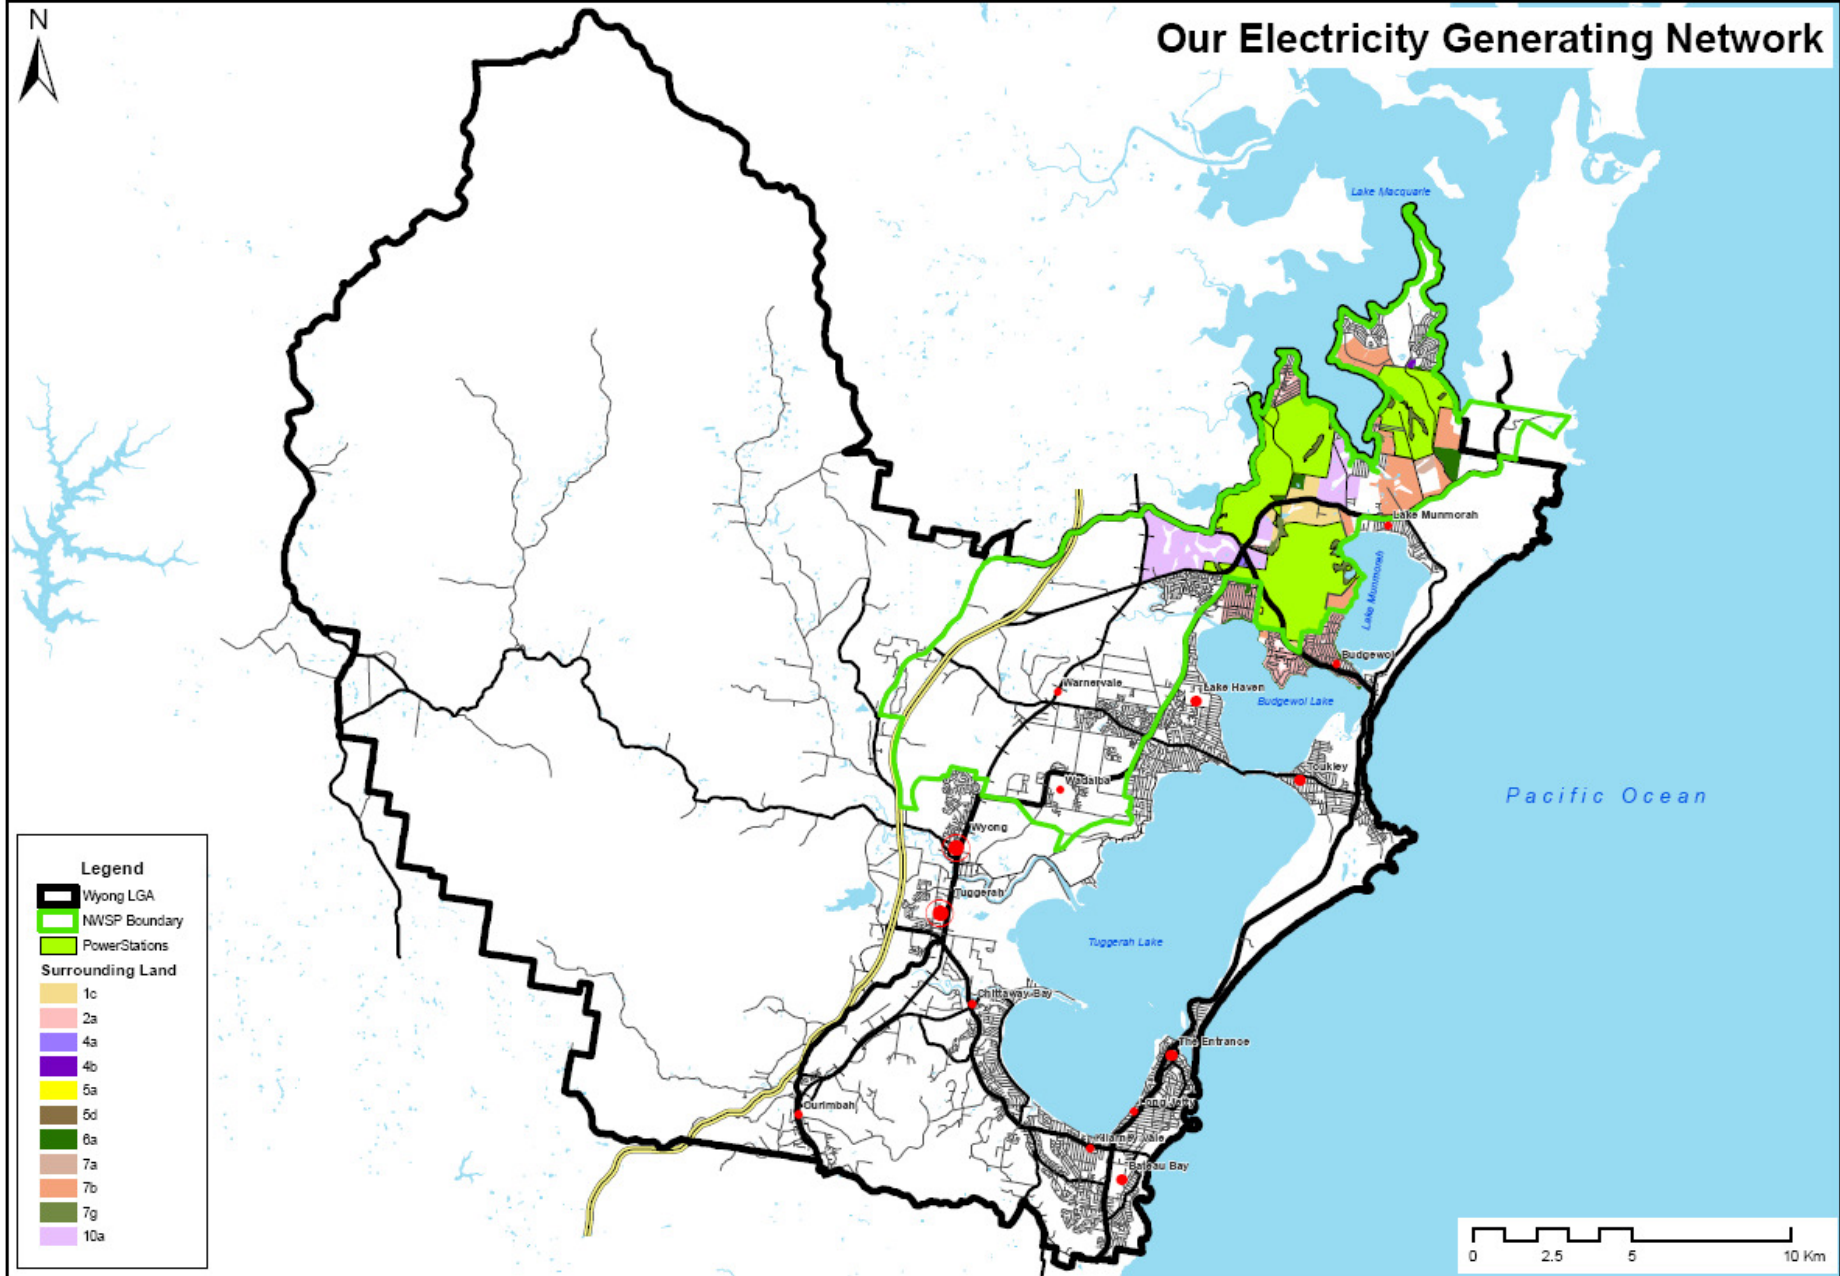 N
Our Electricity Generating Network
Lake Macquarie
Lake Munmorah
Lake Munmorah
Budgewoi
Warnervale
Lake Haven
Budgewoi Lake
Toukley
Wadalba
Pacific Ocean
Wyong
Tuggerah
Tuggerah Lake
Chittaway Bay
The Entrance
Ourimbah
Long Jetty
Killarney Vale
Bateau Bay
Legend
Wyong LGA
NWSP Boundary
PowerStations
Surrounding Land
1c
2a
4a
4b
5a
5d
6a
7a
7b
7g
10a
0 2.5 5 10 Km